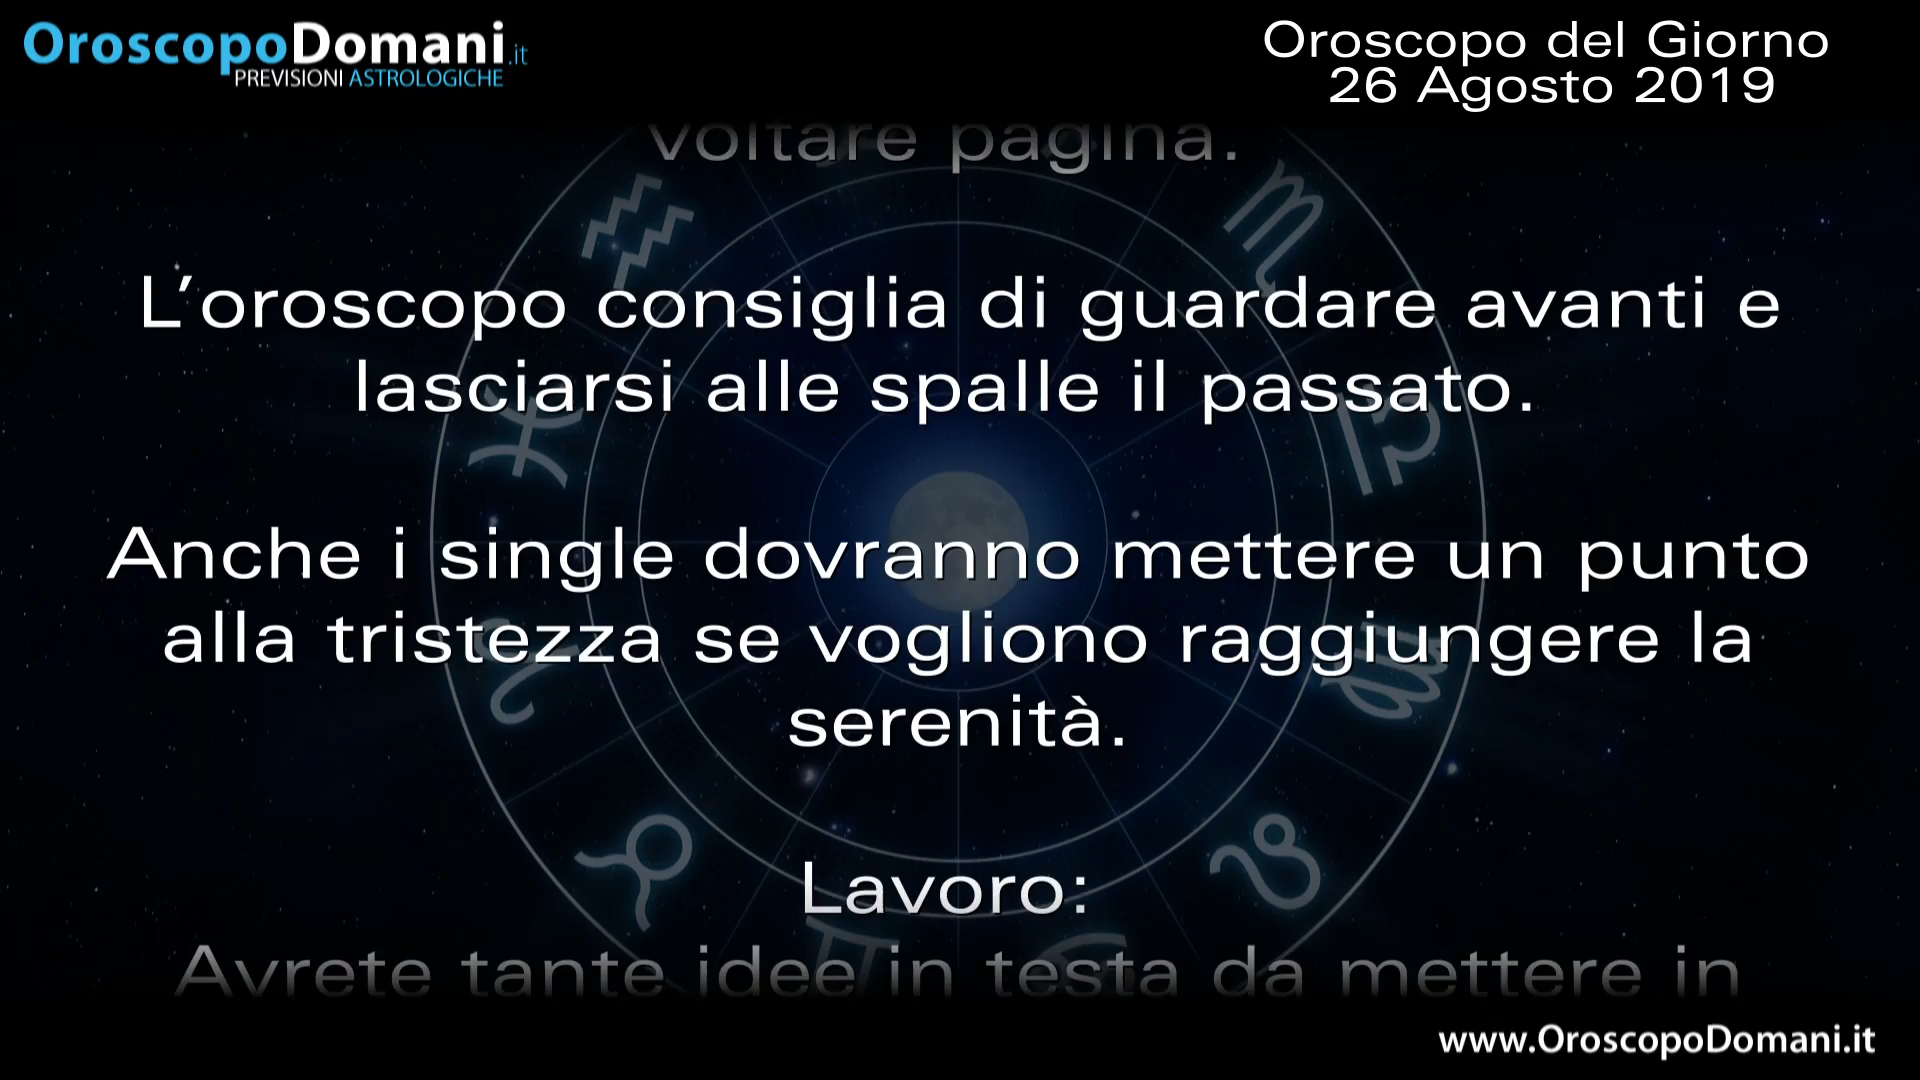 OroscopoDomani.it
PREVISIONI ASTROLOGICHE
Oroscopo del Giorno
26 Agosto 2019
voltare pagina.
L’oroscopo consiglia di guardare avanti e
lasciarsi alle spalle il passato.
Anche i single dovranno mettere un punto
alla tristezza se vogliono raggiungere la
serenità.
Lavoro:
Avrete tante idee in testa da mettere in
www.OroscopoDomani.it